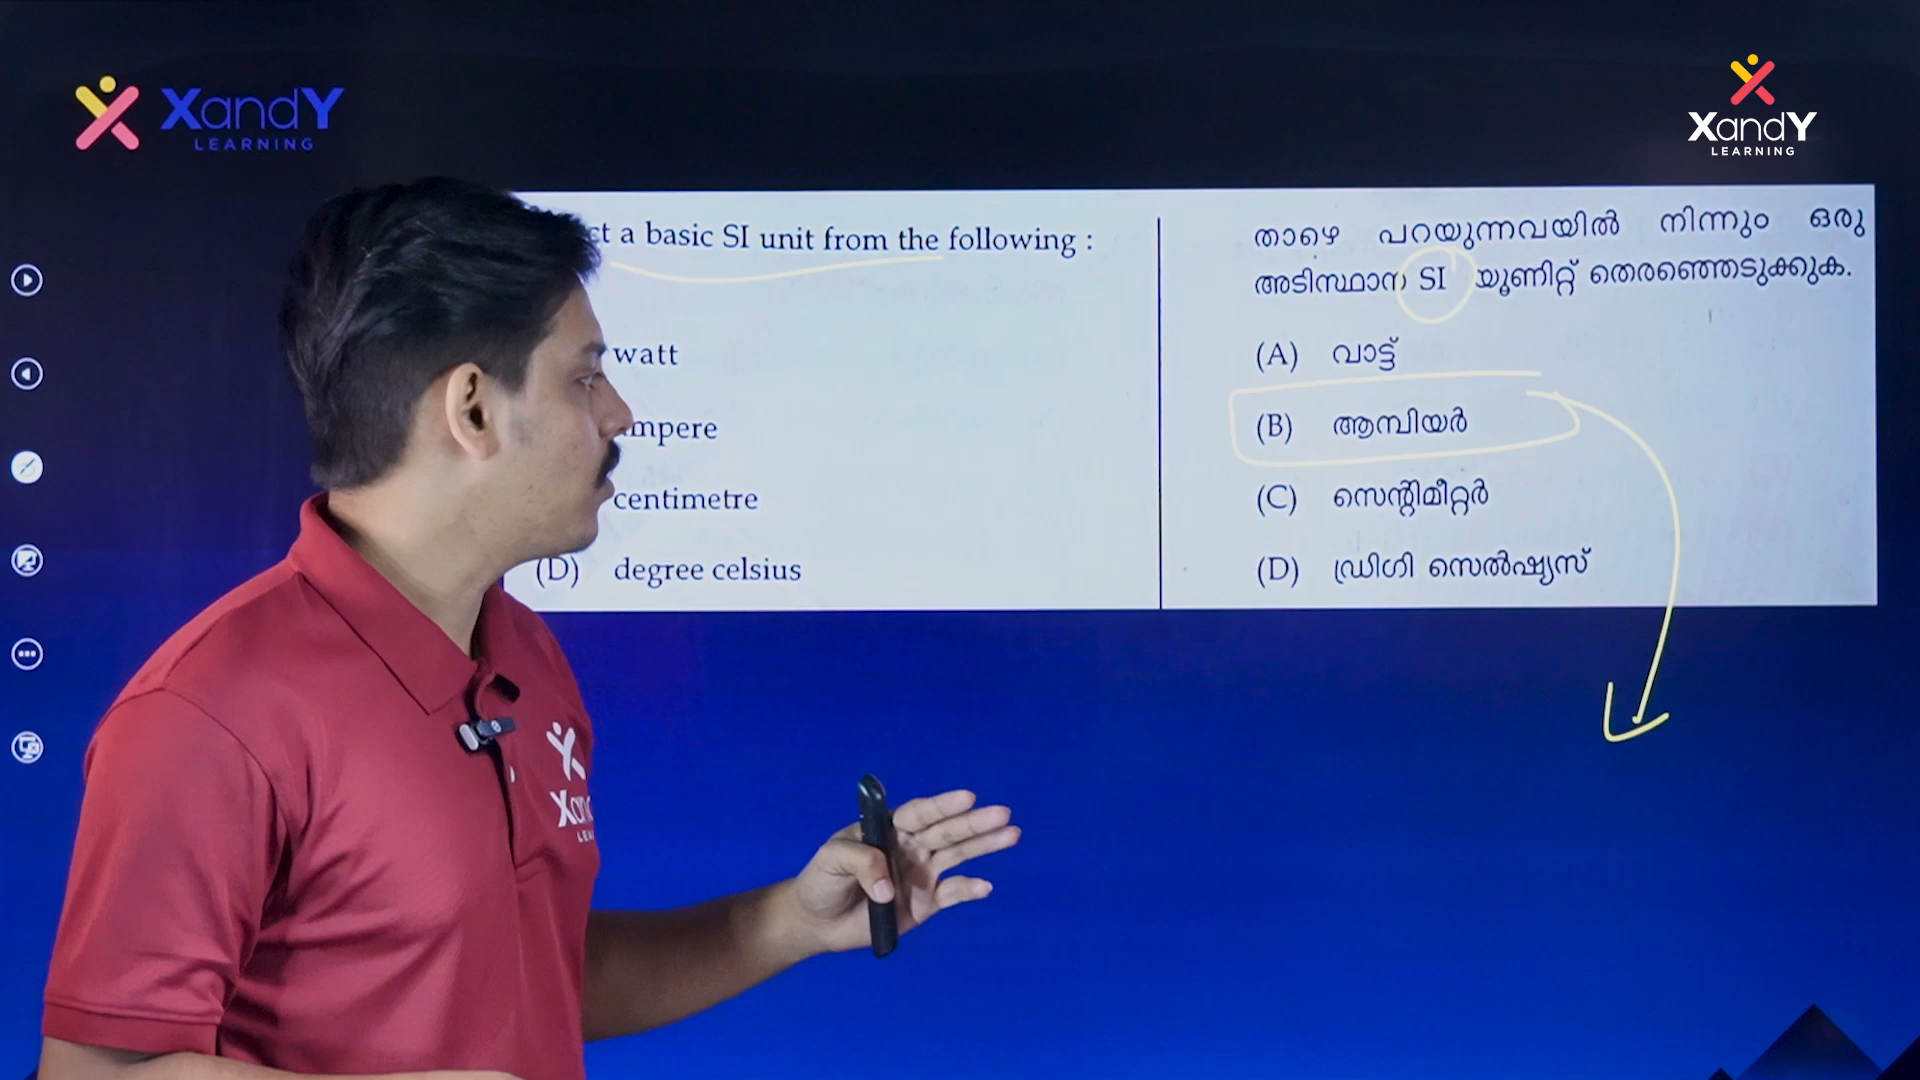 XandY
LEARNING
XandY
LEARNING
a basic SI unit from the following :
watt
centimetre
(D) degree celsius
താഴെ പറയുന്നവയിൽ നിന്നും ഒരു
അടിസ്ഥാന SI യൂണിറ്റ് തെരഞ്ഞെടുക്കുക.
(A) വാട്ട്
(B) ആമ്പിയർ
(C) സെന്റിമീറ്റർ
(D) ഡ്രിഗി സെൽഷ്യസ്